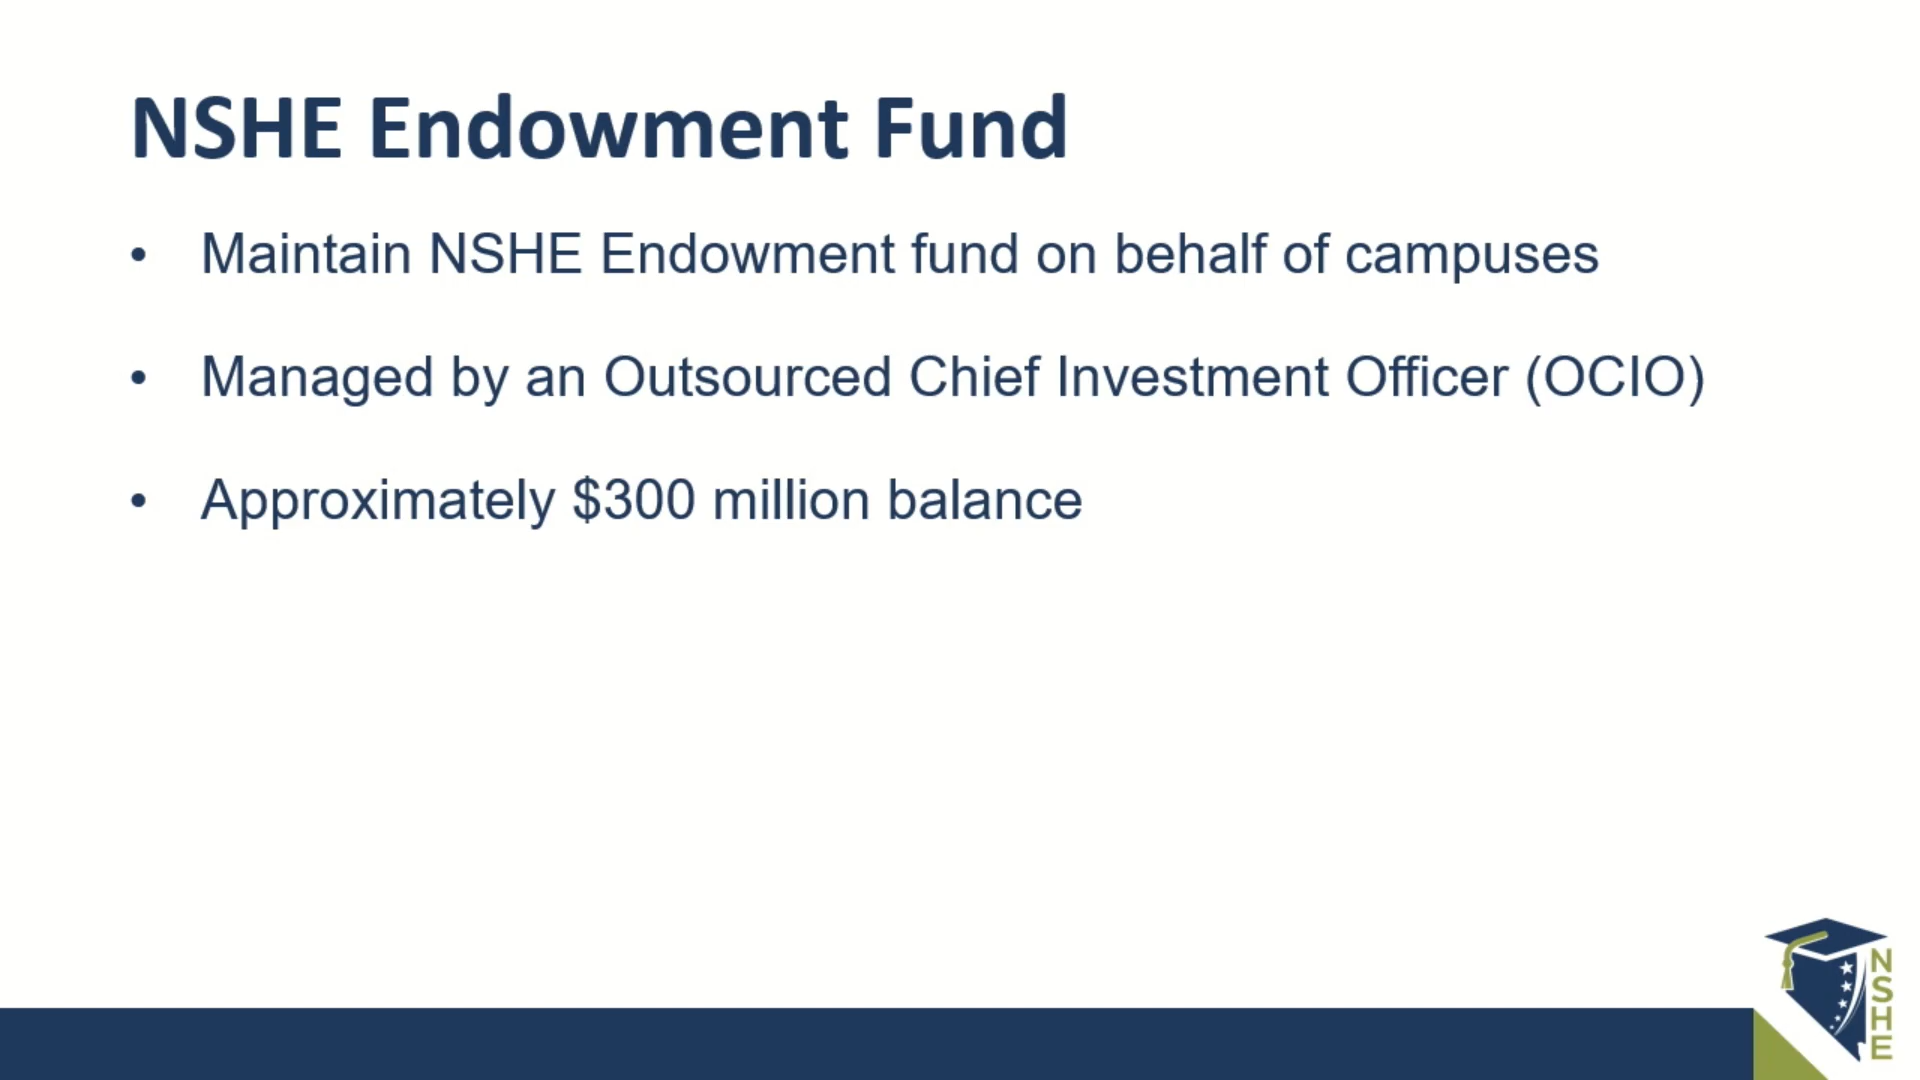 NSHE Endowment Fund
• Maintain NSHE Endowment fund on behalf of campuses
• Managed by an Outsourced Chief Investment Officer (OCIO)
• Approximately $300 million balance
NSHE